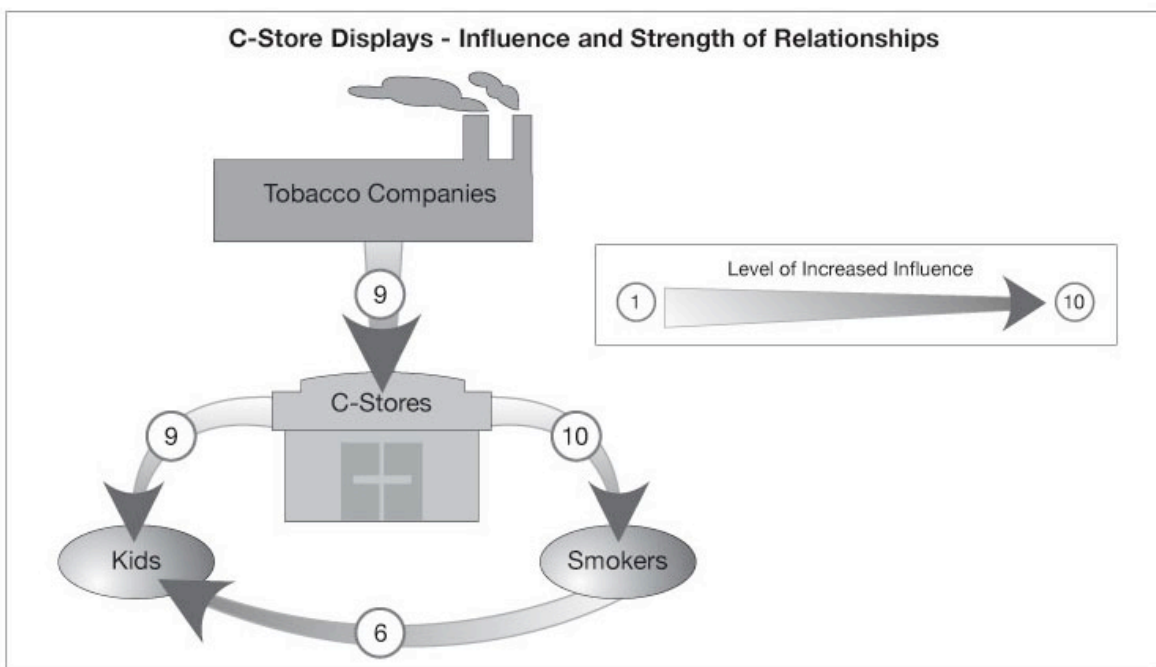 C-Store Displays - Influence and Strength of Relationships
Tobacco Companies
9
Level of Increased Influence
1
10
C-Stores
9
10
Kids
Smokers
6